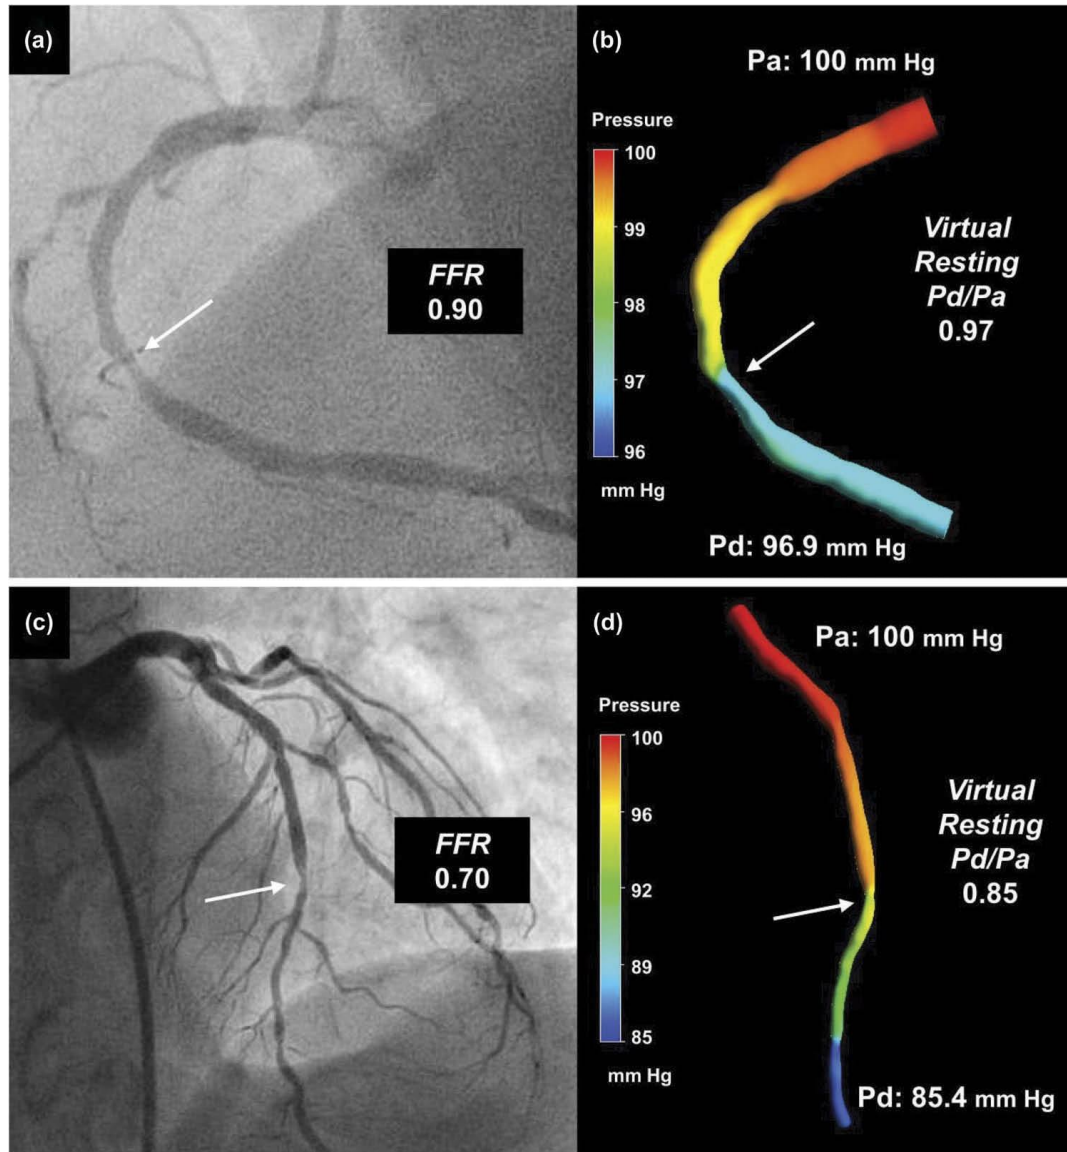 (a)
FFR
0.90
(b)
Pa: 100 mm Hg
Pressure
100
99
98
97
96
mm Hg
Virtual
Resting
Pd/Pa
0.97
Pd: 96.9 mm Hg
(c)
FFR
0.70
(d)
Pa: 100 mm Hg
Pressure
100
96
92
89
85
mm Hg
Virtual
Resting
Pd/Pa
0.85
Pd: 85.4 mm Hg